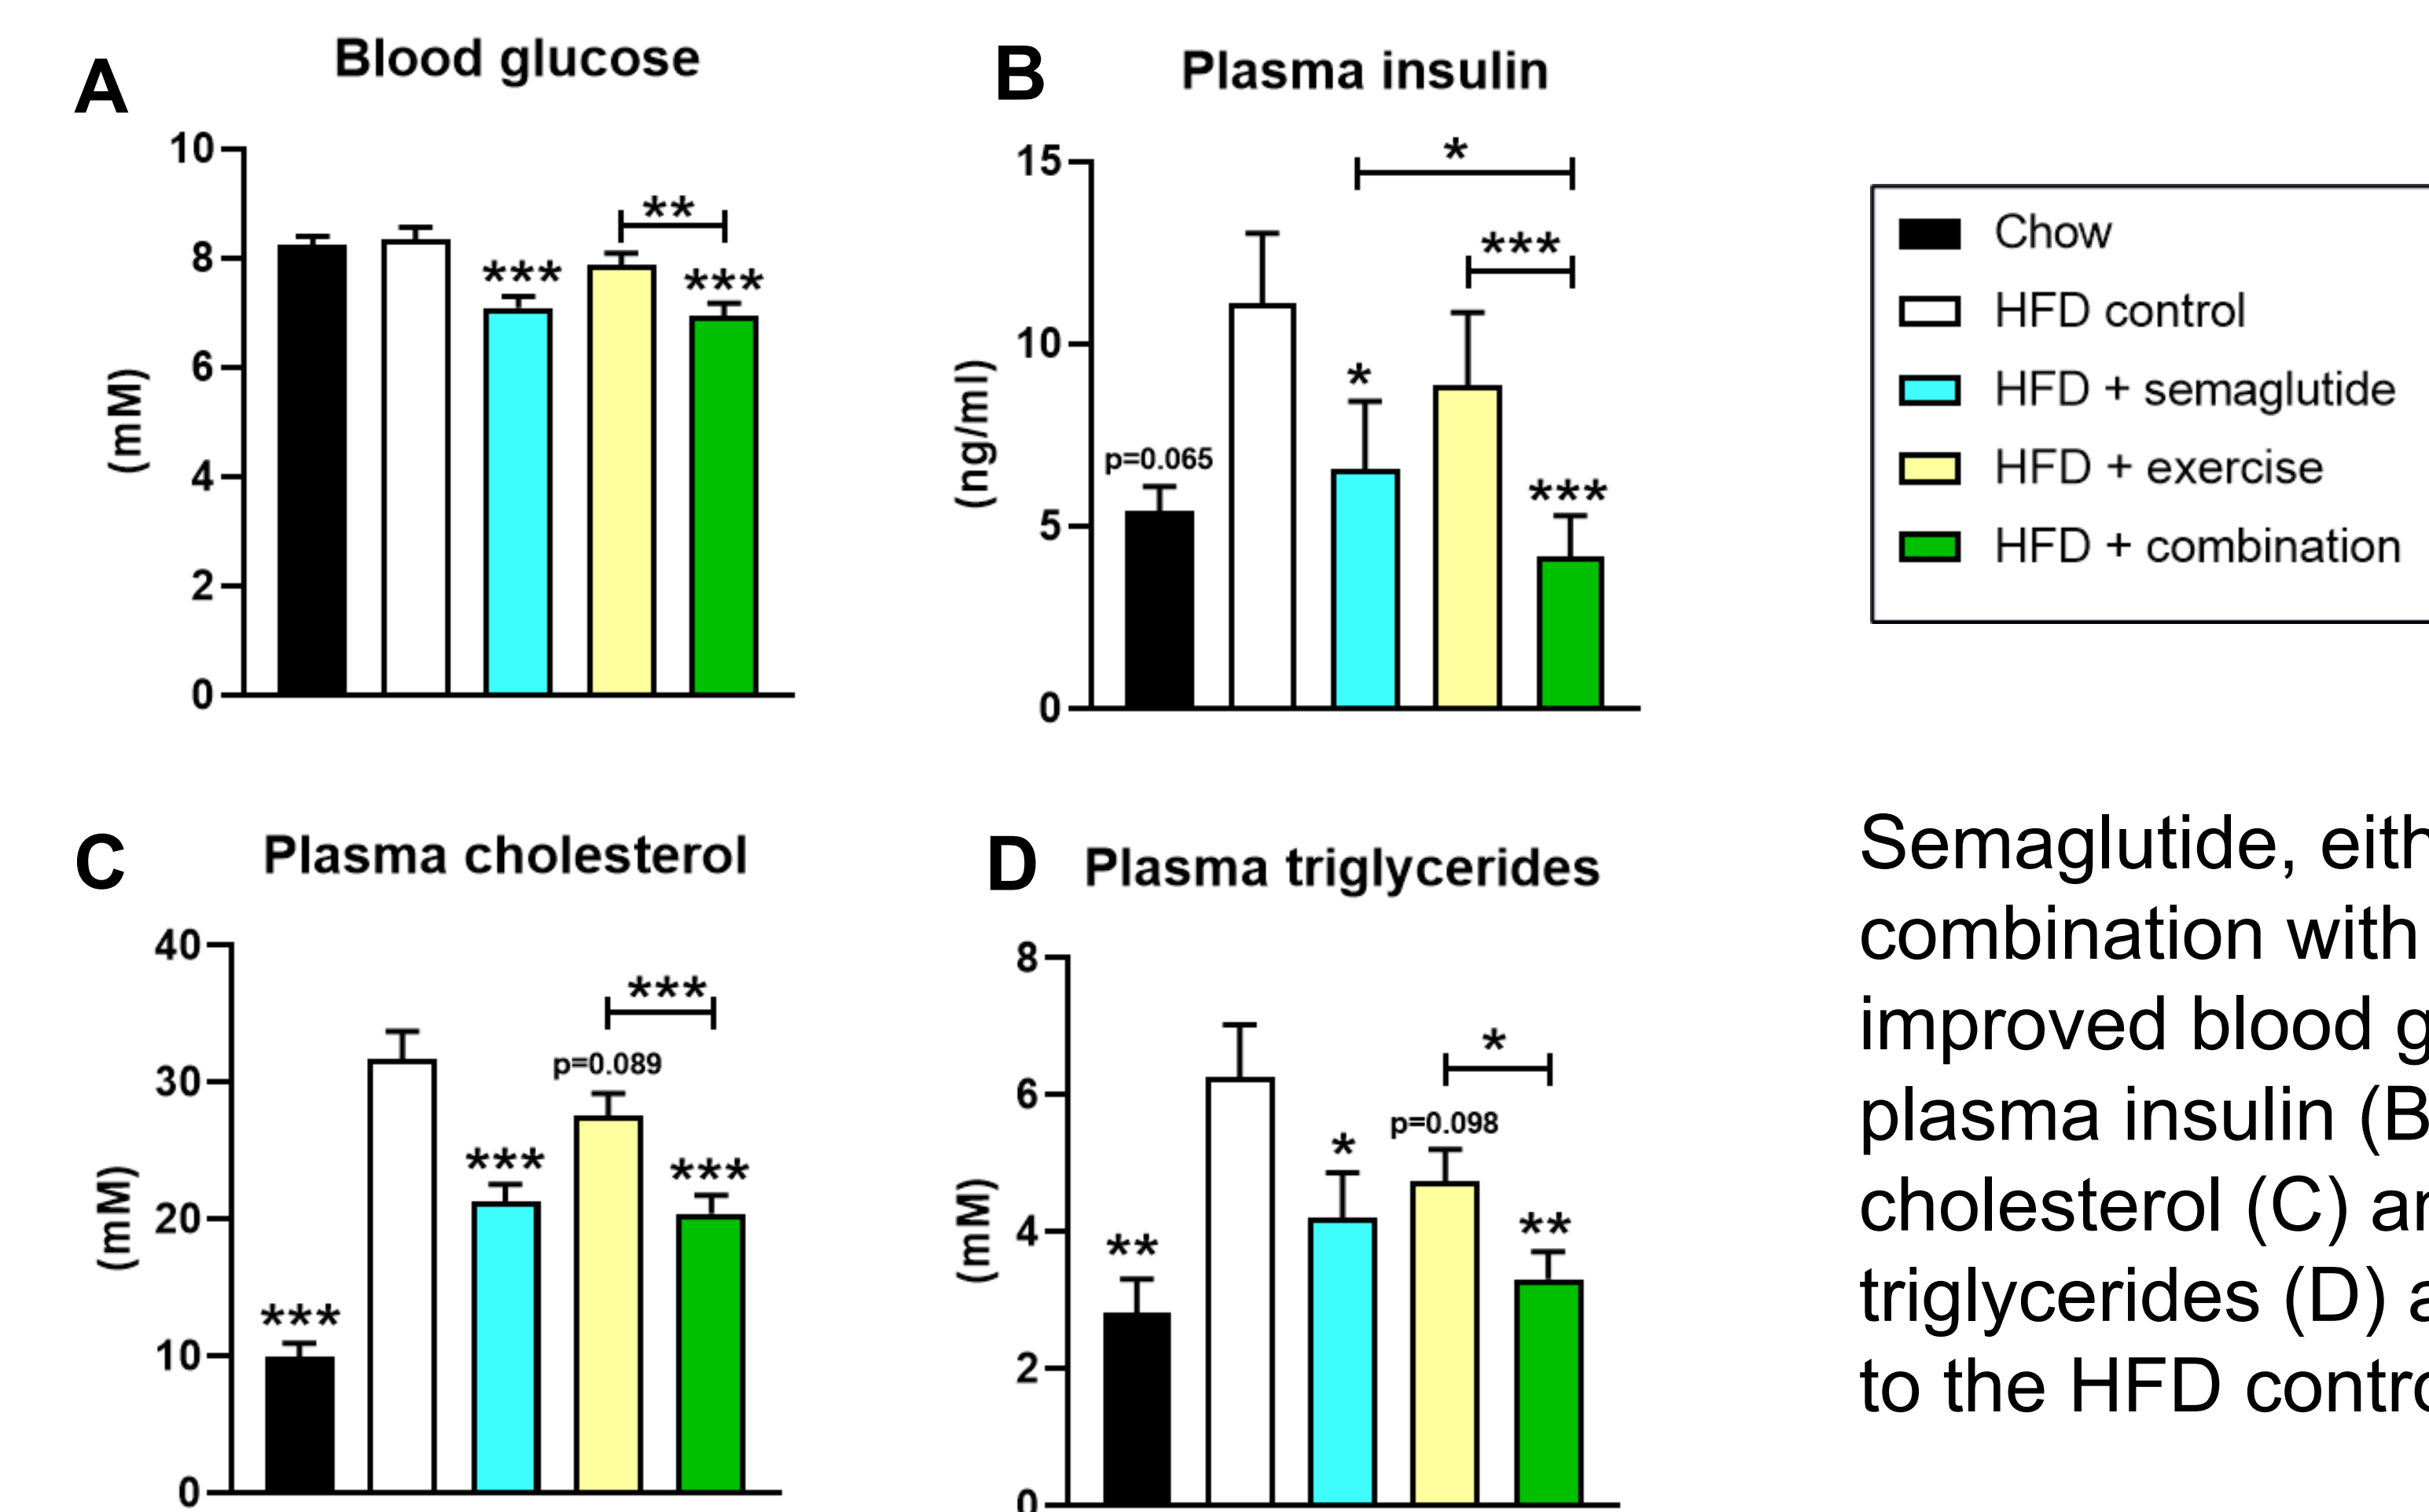 A
Blood glucose
10
8
6
4
2
0
(mM)
**
***
***
B
Plasma insulin
15
10
5
0
(ng/ml)
*
***
p=0.065
*
***
Chow
HFD control
HFD + semaglutide
HFD + exercise
HFD + combination
C
Plasma cholesterol
40
30
20
10
0
(mM)
***
p=0.089
***
***
***
D
Plasma triglycerides
8
6
4
2
0
(mM)
*
p=0.098
*
**
**
Semaglutide, eith
combination with
improved blood g
plasma insulin (B
cholesterol (C) ar
triglycerides (D) a
to the HFD contro